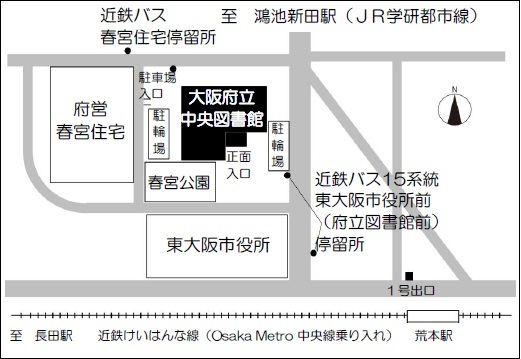 近鉄バス
春宮住宅停留所
至　鴻池新田駅（ＪＲ学研都市線）
駐車場
入口
府営
春宮住宅
大阪府立
中央図書館
駐輪場
駐輪場
正面
入口
N
春宮公園
近鉄バス15系統
東大阪市役所前
（府立図書館前）
停留所
東大阪市役所
１号出口
至　長田駅　近鉄けいはんな線（Osaka Metro 中央線乗り入れ）　荒本駅